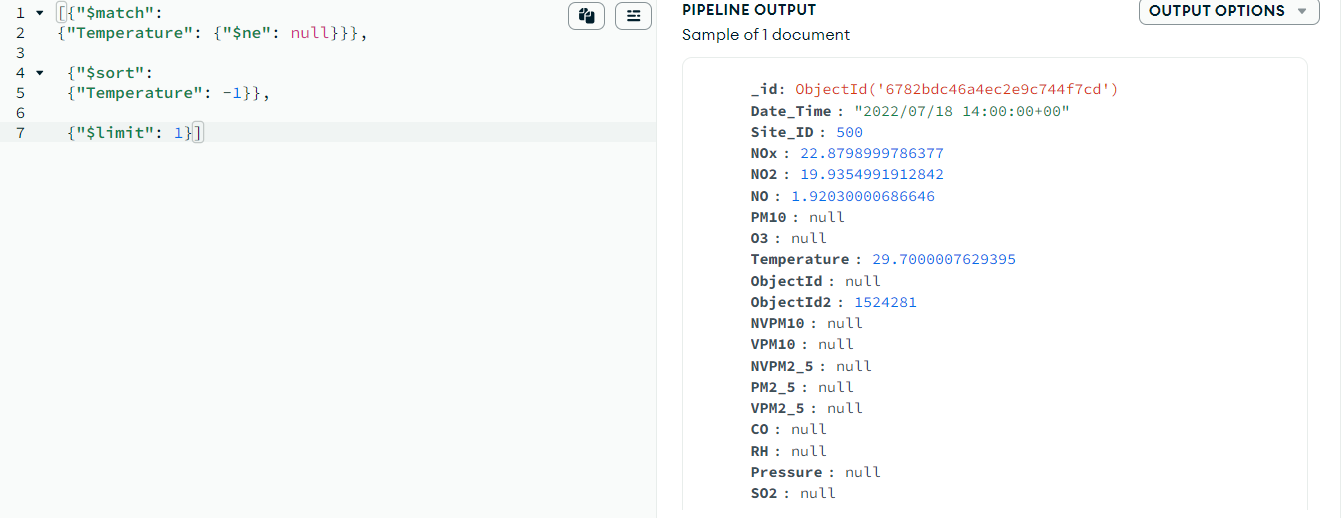 1 [{"$match":
2 {"Temperature": {"$ne": null}}},
3
4 {"$sort":
5 {"Temperature": -1}},
6
7 {"$limit": 1}]
PIPELINE OUTPUT
Sample of 1 document
OUTPUT OPTIONS
_id: ObjectId('6782bdc46a4ec2e9c744f7cd')
Date_Time : "2022/07/18 14:00:00+00"
Site_ID : 500
NOx : 22.8798999786377
NO2 : 19.9354991912842
NO : 1.92030000686646
PM10 : null
O3 : null
Temperature : 29.7000007629395
ObjectId : null
ObjectId2 : 1524281
NVPM10 : null
VPM10 : null
NVPM2_5 : null
PM2_5 : null
VPM2_5 : null
CO : null
RH : null
Pressure : null
SO2 : null